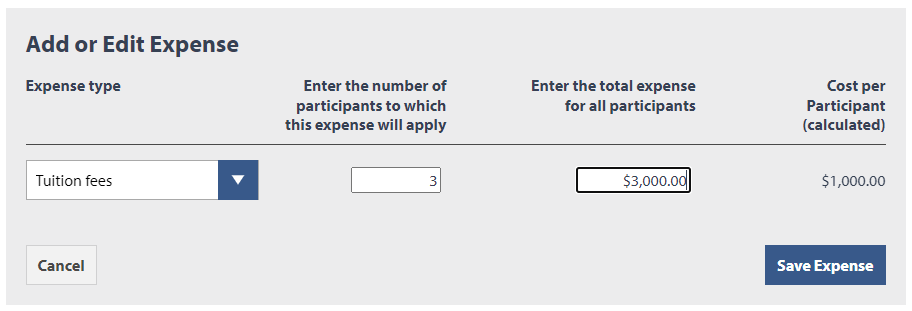 Add or Edit Expense
Expense type
Enter the number of
participants to which
this expense will apply
Enter the total expense
for all participants
Cost per
Participant
(calculated)
Tuition fees
3
$3,000.00
$1,000.00
Cancel
Save Expense